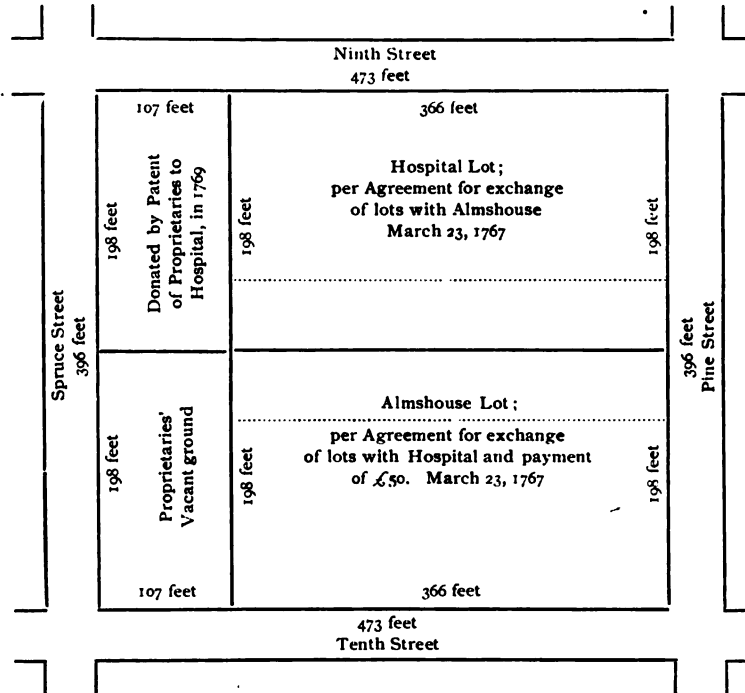 Ninth Street
473 feet
107 feet
366 feet
198 feet
Donated by Patent
of Proprietaries to
Hospital, in 1769
198 feet
Hospital Lot;
per Agreement for exchange
of lots with Almshouse
March 23, 1767
198 feet
Spruce Street
396 feet
396 feet
Pine Street
198 feet
Proprietaries'
Vacant ground
198 feet
Almshouse Lot;
per Agreement for exchange
of lots with Hospital and payment
of £50. March 23, 1767
198 feet
107 feet
366 feet
473 feet
Tenth Street